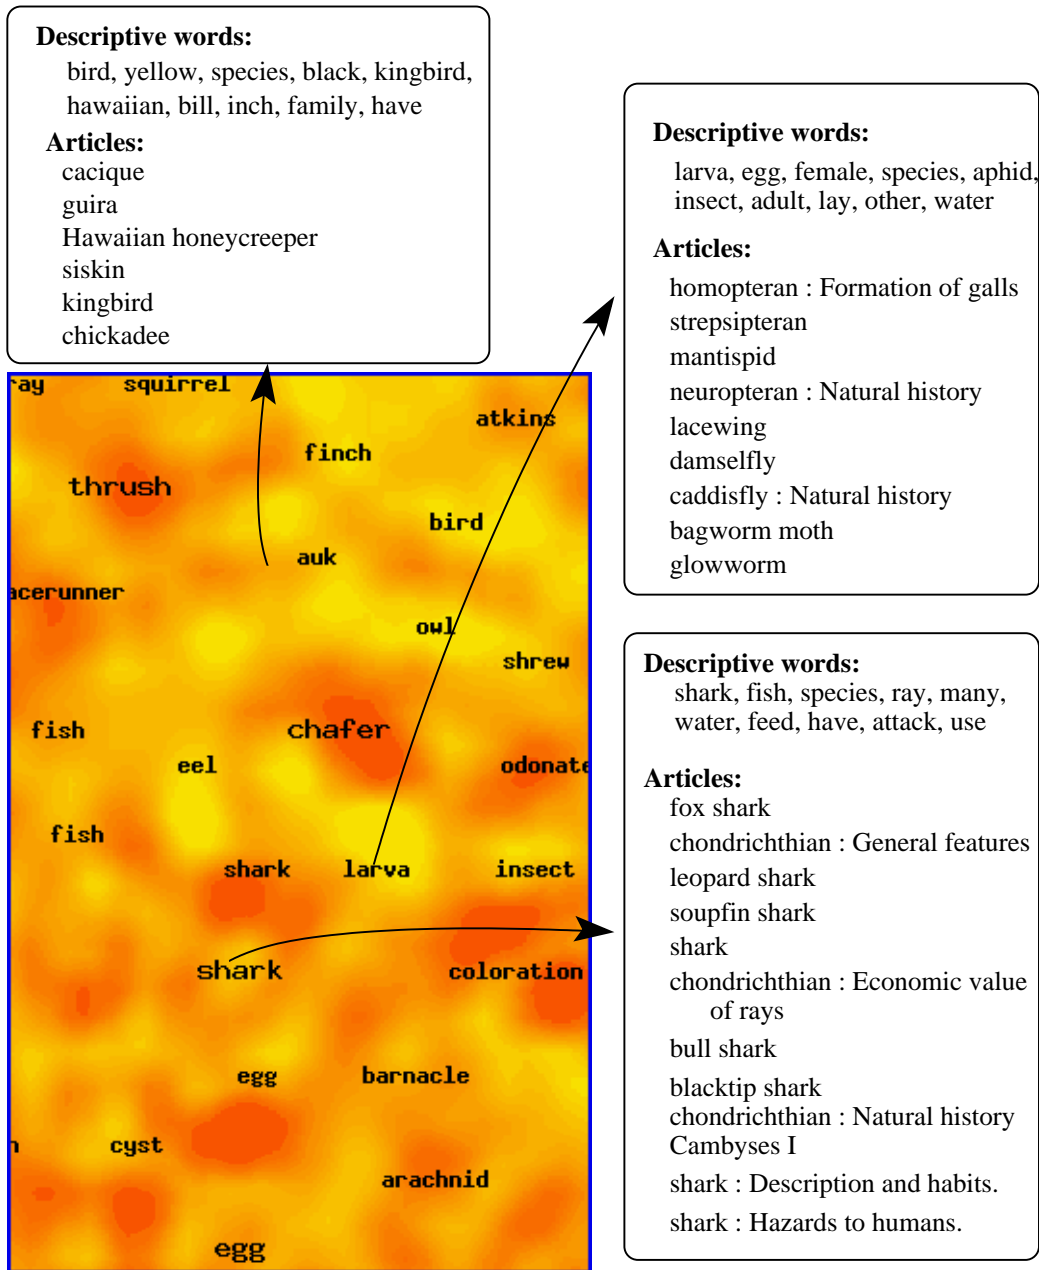 Descriptive words:
bird, yellow, species, black, kingbird,
hawaiian, bill, inch, family, have
Articles:
cacique
guira
Hawaiian honeycreeper
siskin
kingbird
chickadee
Descriptive words:
larva, egg, female, species, aphid,
insect, adult, lay, other, water
Articles:
homopteran : Formation of galls
strepsipteran
mantispid
neuropteran : Natural history
lacewing
damselfly
caddisfly : Natural history
bagworm moth
glowworm
Descriptive words:
shark, fish, species, ray, many,
water, feed, have, attack, use
Articles:
fox shark
chondrichthian : General features
leopard shark
soupfin shark
shark
chondrichthian : Economic value
of rays
bull shark
blacktip shark
chondrichthian : Natural history
Cambyses I
shark : Description and habits.
shark : Hazards to humans.
ray squirrel
atkins
finch
thrush
bird
auk
acerunner
owl
shrew
fish chafer
eel odonate
fish
shark larva insect
shark coloration
egg barnacle
n cyst
arachnid
egg